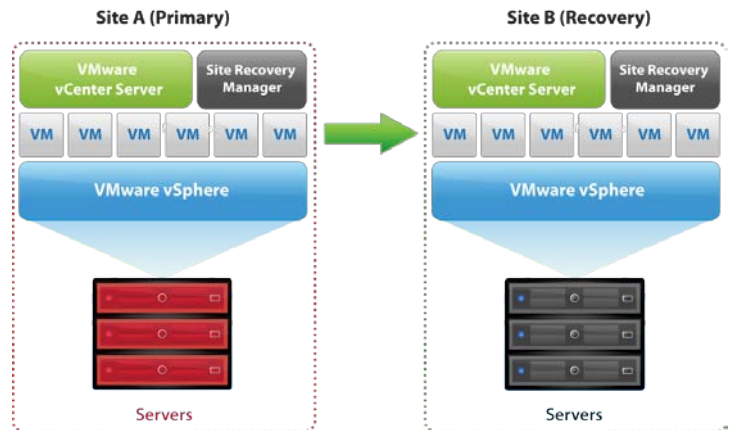 Site A (Primary)
VMware
vCenter Server
Site Recovery
Manager
VM VM VM VM VM VM
VMware vSphere
Servers
Site B (Recovery)
VMware
vCenter Server
Site Recovery
Manager
VM VM VM VM VM VM
VMware vSphere
Servers